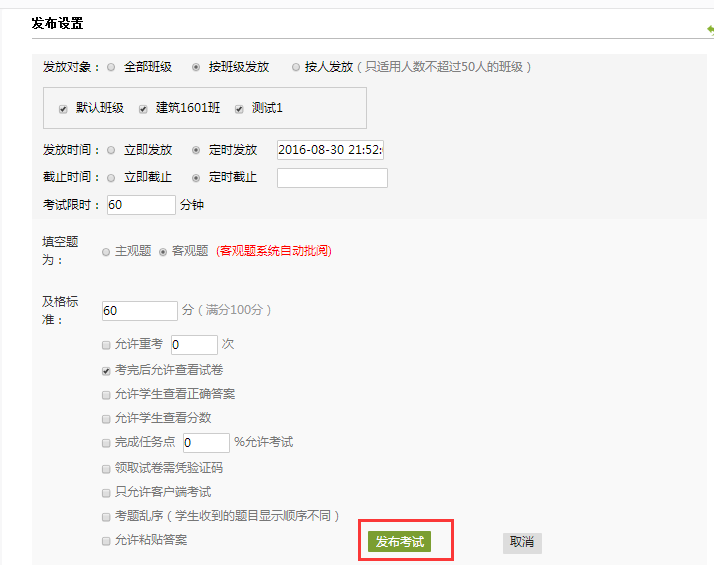 发布设置
发放对象： 全部班级 按班级发放 按人发放（只适用人数不超过50人的班级）
默认班级 建筑1601班 测试1
发放时间： 立即发放 定时发放 2016-08-30 21:52:
截止时间： 立即截止 定时截止
考试限时： 60 分钟
填空题
为： 主观题 客观题 (客观题系统自动批阅)
及格标
准： 60 分（满分100分）
允许重考 0 次
考完后允许查看试卷
允许学生查看正确答案
允许学生查看分数
完成任务点 0 %允许考试
领取试卷需凭验证码
只允许客户端考试
考题乱序（学生收到的题目显示顺序不同）
允许粘贴答案 发布考试 取消